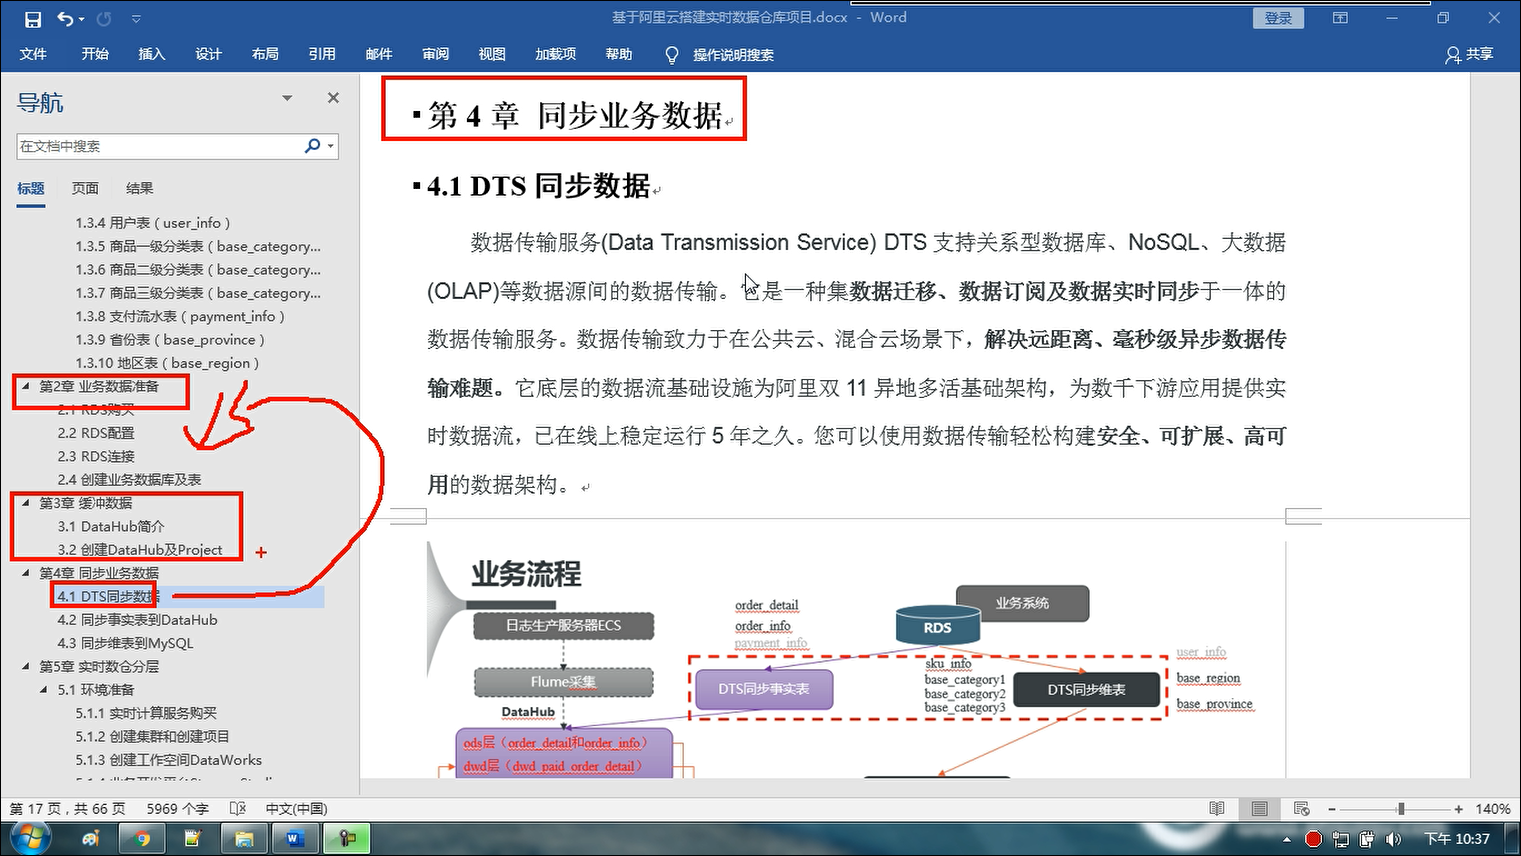 基于阿里云搭建实时数据仓库项目.docx - Word
登录
文件 开始 插入 设计 布局 引用 邮件 审阅 视图 加载项 帮助 操作说明搜索 共享
导航
在文档中搜索
标题 页面 结果
1.3.4 用户表（user_info）
1.3.5 商品一级分类表（base_category...
1.3.6 商品二级分类表（base_category...
1.3.7 商品三级分类表（base_category...
1.3.8 支付流水表（payment_info）
1.3.9 省份表（base_province）
1.3.10 地区表（base_region）
第2章 业务数据准备
2.1 RDS购买
2.2 RDS配置
2.3 RDS连接
2.4 创建业务数据库及表
第3章 缓冲数据
3.1 DataHub简介
3.2 创建DataHub及Project
第4章 同步业务数据
4.1 DTS同步数据
4.2 同步事实表到DataHub
4.3 同步维表到MySQL
第5章 实时数仓分层
5.1 环境准备
5.1.1 实时计算服务购买
5.1.2 创建集群和创建项目
5.1.3 创建工作空间DataWorks
第 4 章 同步业务数据
4.1 DTS 同步数据
数据传输服务(Data Transmission Service) DTS 支持关系型数据库、NoSQL、大数据
(OLAP)等数据源间的数据传输。它是一种集数据迁移、数据订阅及数据实时同步于一体的
数据传输服务。数据传输致力于在公共云、混合云场景下，解决远距离、毫秒级异步数据传
输难题。它底层的数据流基础设施为阿里双 11 异地多活基础架构，为数千下游应用提供实
时数据流，已在线上稳定运行 5 年之久。您可以使用数据传输轻松构建安全、可扩展、高可
用的数据架构。
业务流程
日志生产服务器ECS
Flume采集
DataHub
ods层（order_detail和order_info）
dwd层（dwd_paid_order_detail）
order_detail
order_info
payment_info
DTS同步事实表
业务系统
RDS
sku_info
base_category1
base_category2
base_category3
DTS同步维表
user_info
base_region
base_province
第 17 页，共 66 页 5969 个字 中文(中国) 140%
下午 10:37